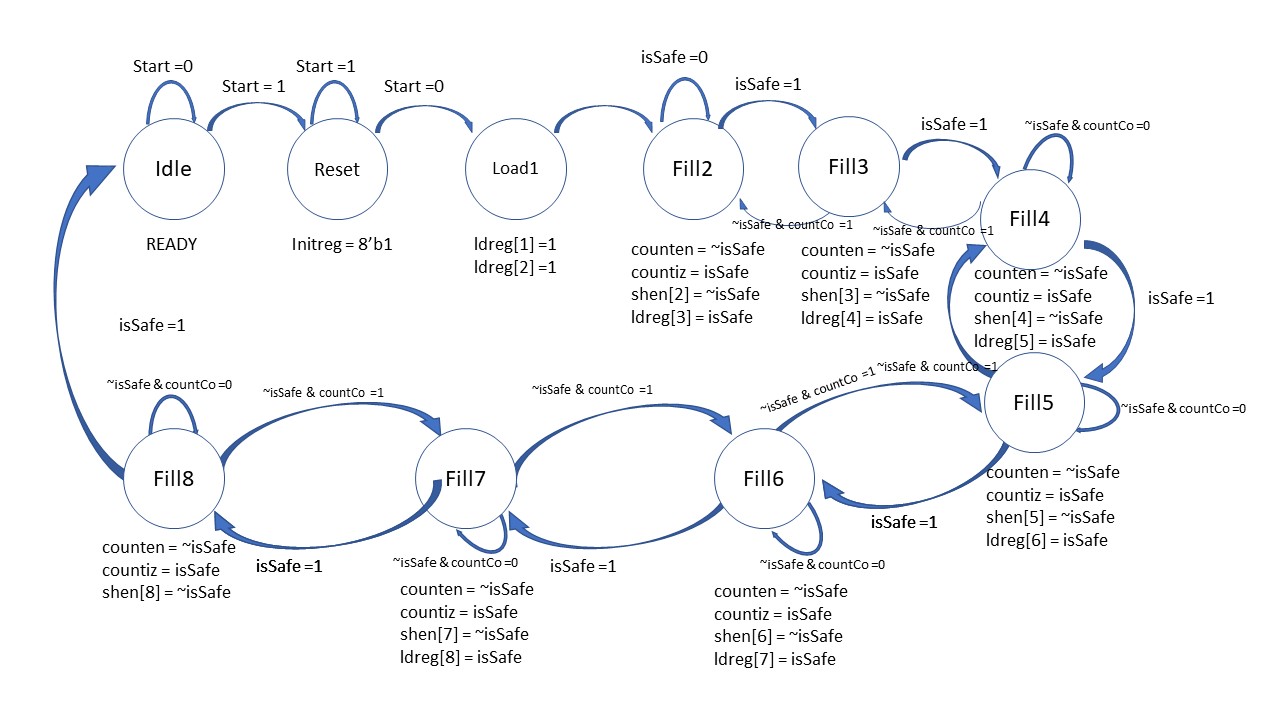 isSafe =0
Start =0
Start =1
Start = 1
Start =0
isSafe =1
isSafe =1
~isSafe & countCo =0
Idle
Reset
Load1
Fill2
Fill3
Fill4
~isSafe & countCo =1
~isSafe & countCo =1
READY
Initreg = 8’b1
ldreg[1] =1
ldreg[2] =1
counten = ~isSafe
countiz = isSafe
shen[2] = ~isSafe
ldreg[3] = isSafe
counten = ~isSafe
countiz = isSafe
shen[3] = ~isSafe
ldreg[4] = isSafe
counten = ~isSafe
countiz = isSafe
shen[4] = ~isSafe
ldreg[5] = isSafe
isSafe =1
isSafe =1
~isSafe & countCo =0
~isSafe & countCo =1
~isSafe & countCo =1
~isSafe & countCo =1
~isSafe & countCo =1
Fill5
~isSafe & countCo =0
Fill8
Fill7
Fill6
counten = ~isSafe
countiz = isSafe
shen[5] = ~isSafe
ldreg[6] = isSafe
isSafe =1
counten = ~isSafe
countiz = isSafe
shen[8] = ~isSafe
isSafe =1
~isSafe & countCo =0
isSafe =1
~isSafe & countCo =0
counten = ~isSafe
countiz = isSafe
shen[7] = ~isSafe
ldreg[8] = isSafe
counten = ~isSafe
countiz = isSafe
shen[6] = ~isSafe
ldreg[7] = isSafe